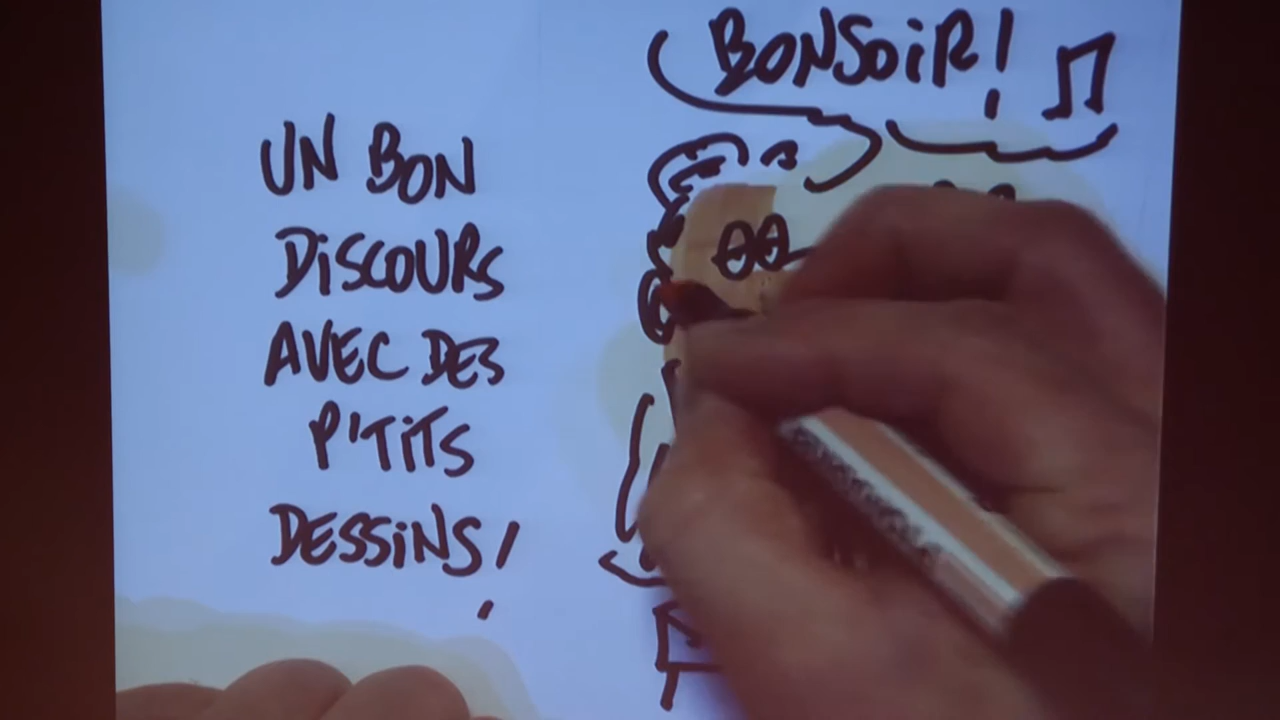 BONSOIR!
UN BON
DISCOURS
AVEC DES
P'TITS
DESSINS!